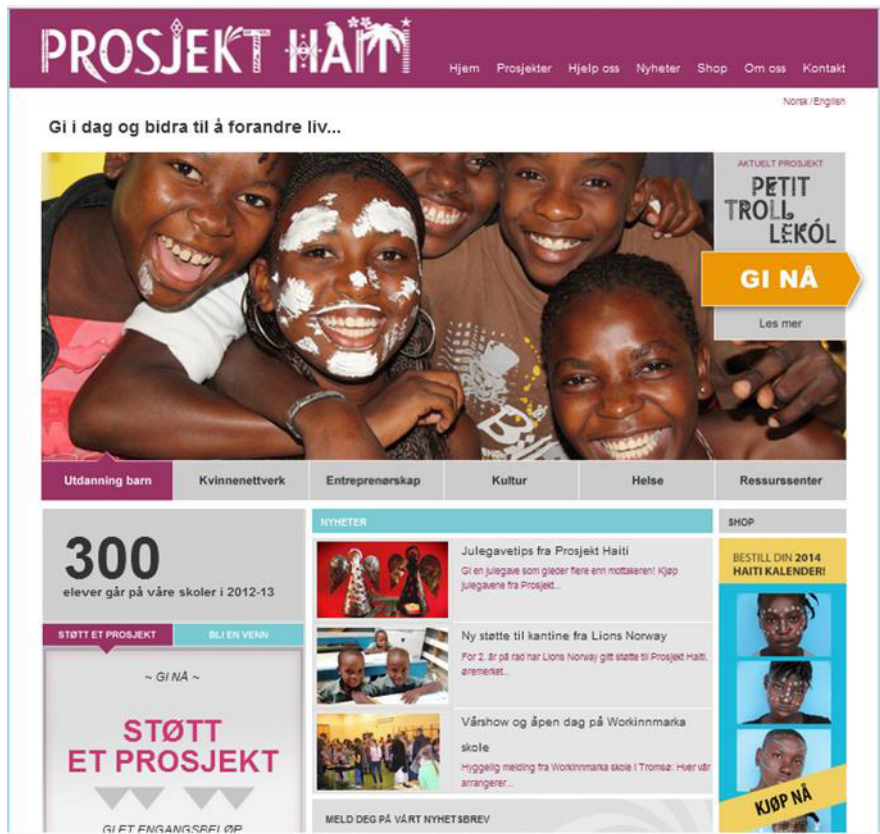 PROSJEKT HAITI
Hjem Prosjekter Hjelp oss Nyheter Shop Om oss Kontakt
Norsk / English
Gi i dag og bidra til å forandre liv...
AKTUELT PROSJEKT
PETIT
TROLL
LEKÓL
GI NÅ
Les mer
Utdanning barn Kvinnenettverk Entreprenørskap Kultur Helse Ressurssenter
300
elever går på våre skoler i 2012-13
STØTT ET PROSJEKT BLI EN VENN
~ GI NÅ ~
STØTT
ET PROSJEKT
GI ET ENGANGSBELØP
NYHETER
Julegavetips fra Prosjekt Haiti
Gi en julegave som gleder flere enn mottakeren! Kjøp
julegavene fra Prosjekt...
Ny støtte til kantine fra Lions Norway
For 2. år på rad har Lions Norway gitt støtte til Prosjekt Haiti,
øremerket...
Vårshow og åpen dag på Workinnmarka
skole
Hyggelig melding fra Workinnmarka skole i Tromsø: Hver vår
arrangerer...
MELD DEG PÅ VÅRT NYHETSBREV
SHOP
BESTILL DIN 2014
HAITI KALENDER!
KJØP NÅ